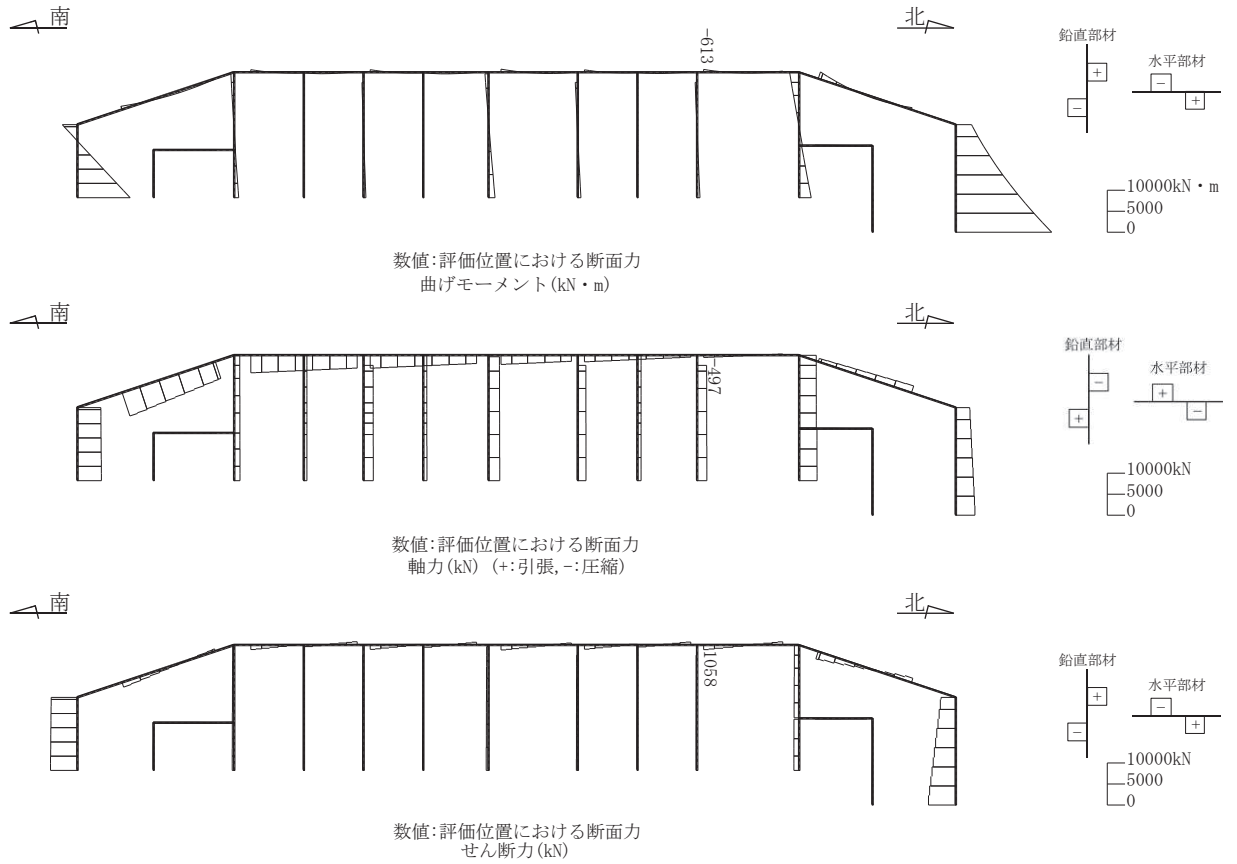 南
北
-613
鉛直部材
+
-
水平部材
-
+
10000kN・m
5000
0
数値:評価位置における断面力
曲げモーメント(kN・m)
南
北
-497
鉛直部材
-
+
水平部材
+
-
10000kN
5000
0
数値:評価位置における断面力
軸力(kN) (+:引張,-:圧縮)
南
北
1058
鉛直部材
+
-
水平部材
-
+
10000kN
5000
0
数値:評価位置における断面力
せん断力(kN)